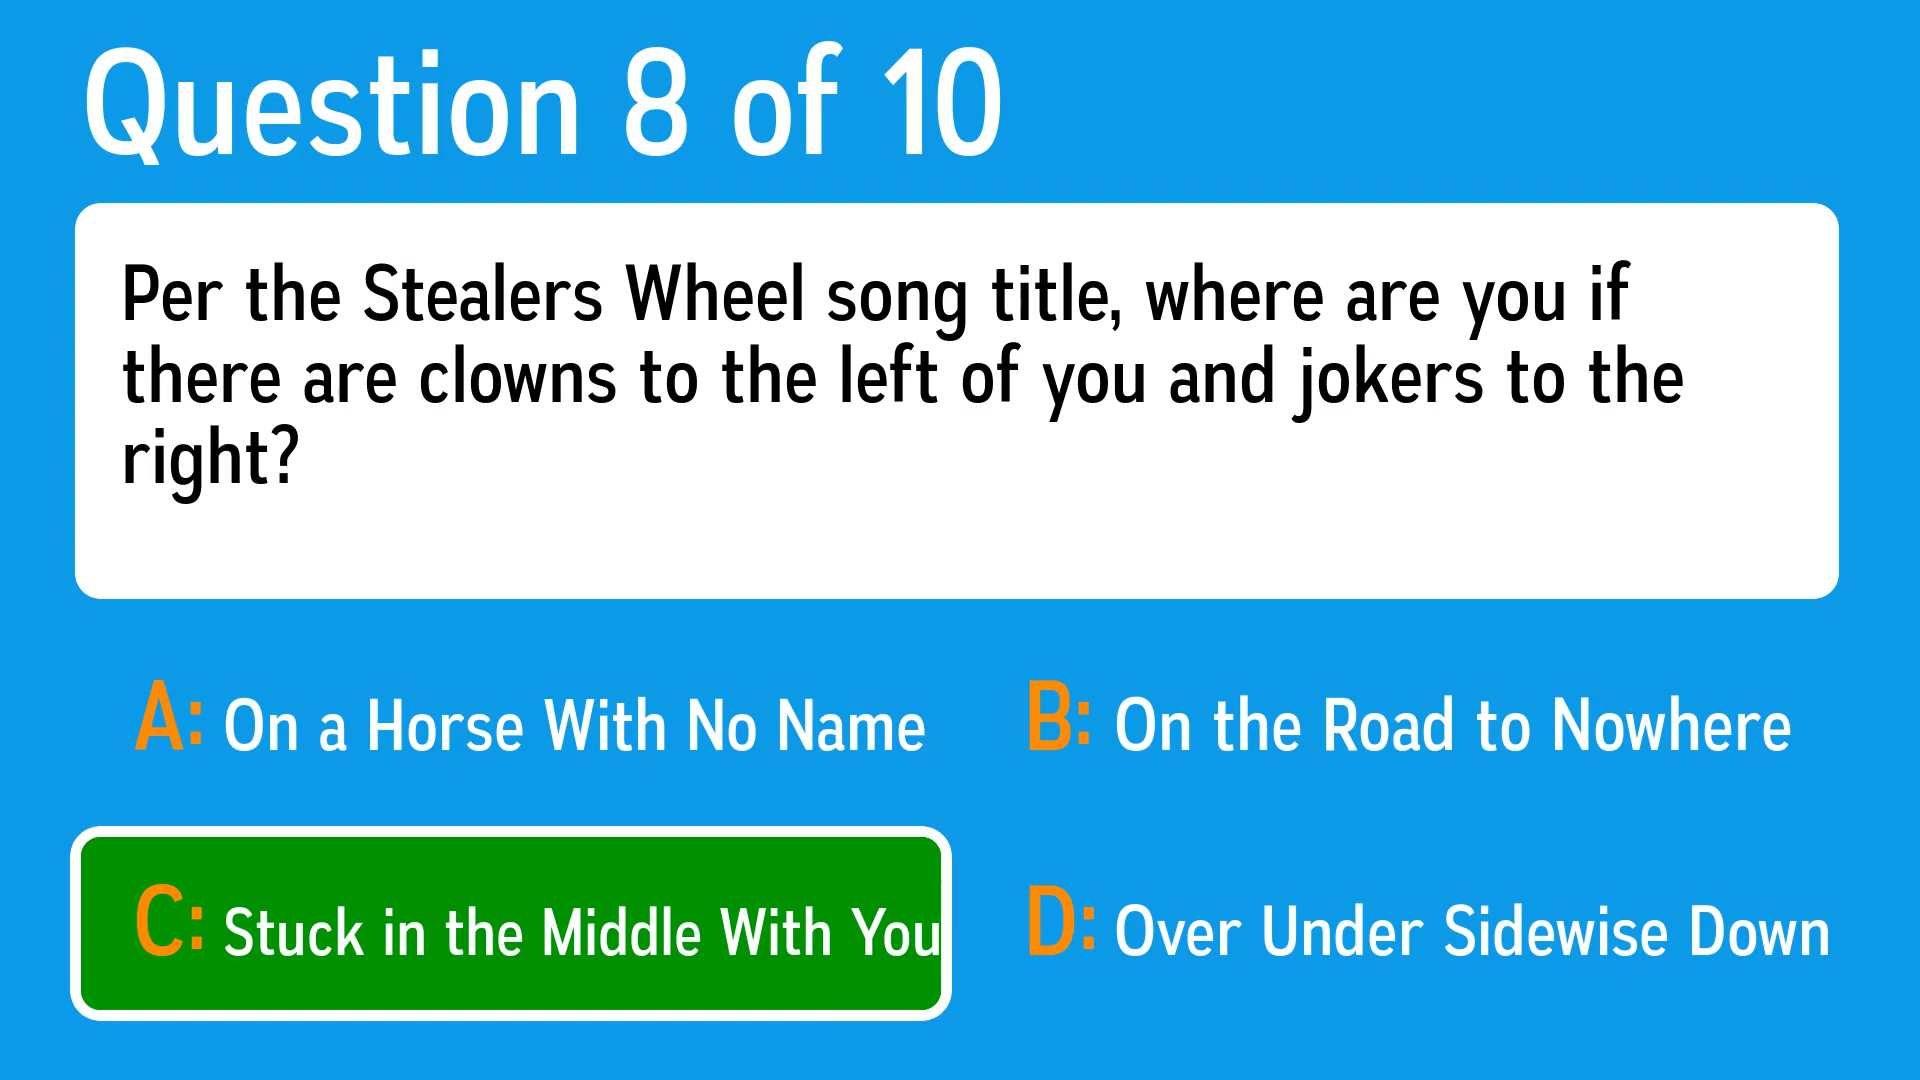 Question 8 of 10
Per the Stealers Wheel song title, where are you if
there are clowns to the left of you and jokers to the
right?
A: On a Horse With No Name
B: On the Road to Nowhere
C: Stuck in the Middle With You
D: Over Under Sidewise Down